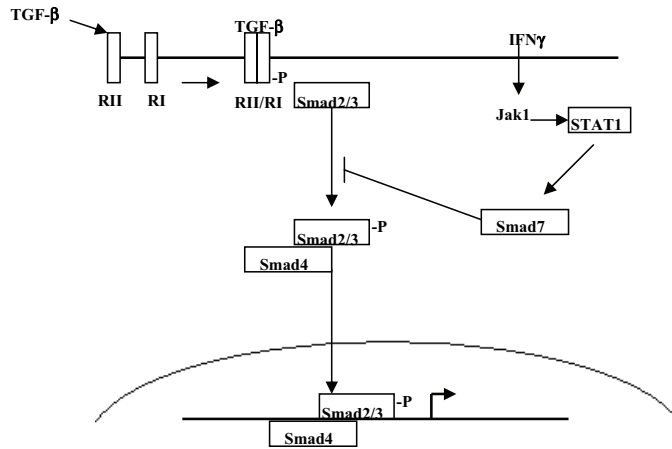 TGF-β
TGF-β
IFNγ
-P
RII
RI
RII/RI
Smad2/3
Jak1
STAT1
Smad7
Smad2/3
-P
Smad4
Smad2/3
-P
Smad4